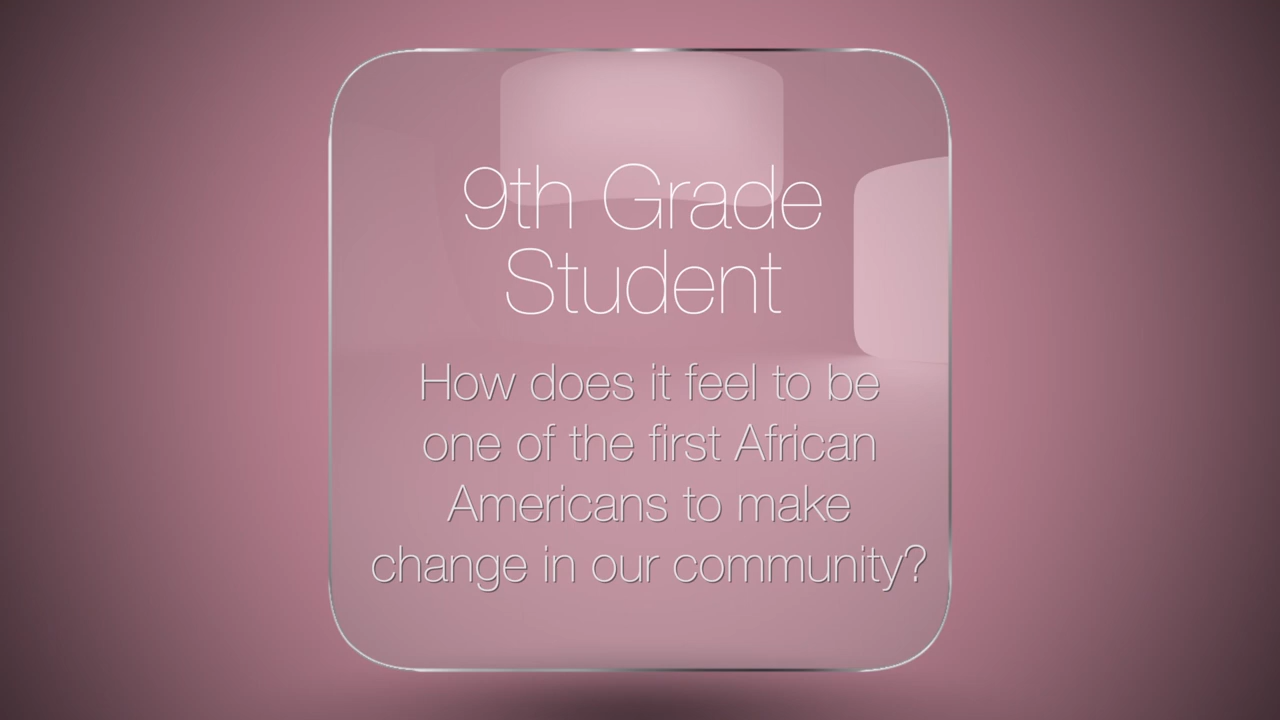 9th Grade
Student
How does it feel to be
one of the first African
Americans to make
change in our community?